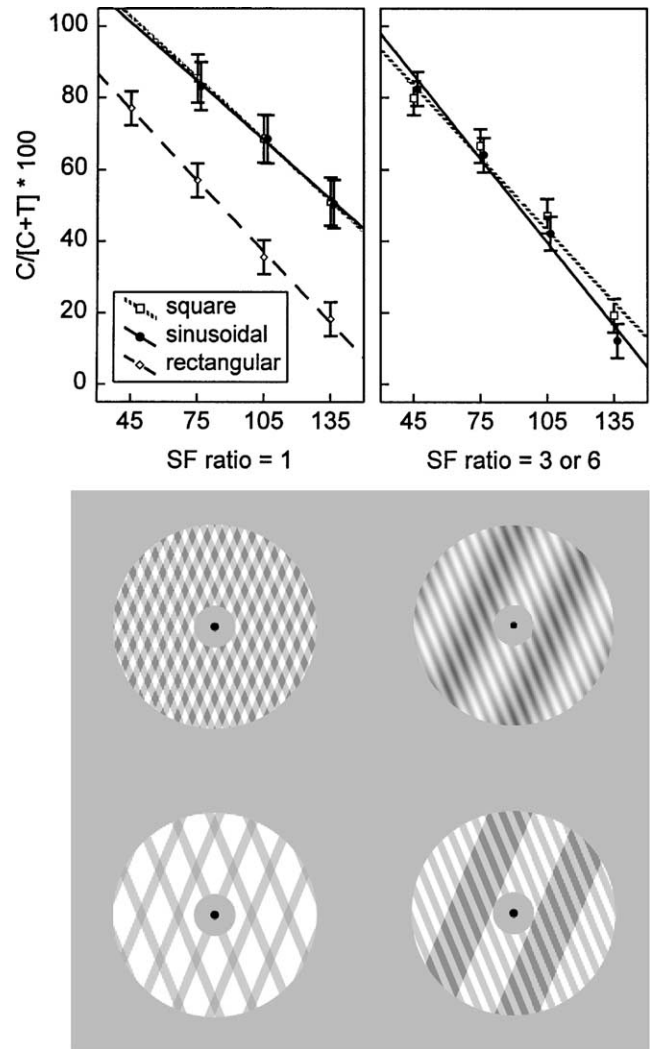 C/[C+T] * 100
100
80
60
40
20
0
square
sinusoidal
rectangular
45 75 105 135
SF ratio = 1
45 75 105 135
SF ratio = 3 or 6